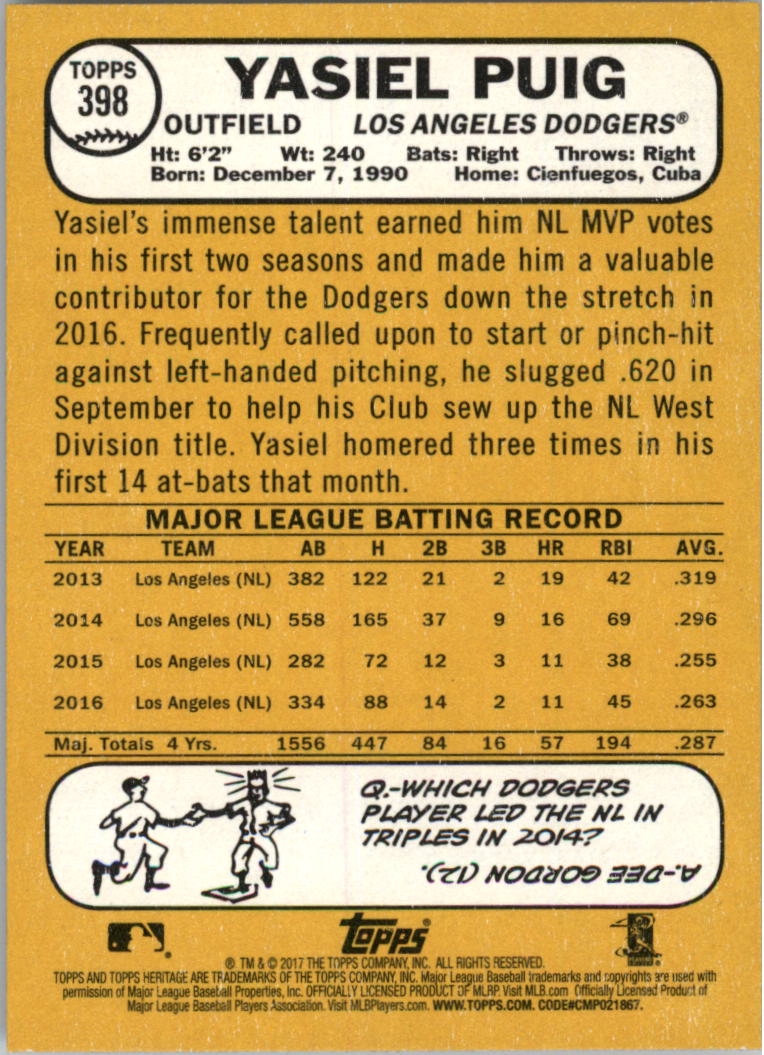 TOPPS
398
YASIEL PUIG
OUTFIELD LOS ANGELES DODGERS®
Ht: 6'2" Wt: 240 Bats: Right Throws: Right
Born: December 7, 1990 Home: Cienfuegos, Cuba
Yasiel's immense talent earned him NL MVP votes
in his first two seasons and made him a valuable
contributor for the Dodgers down the stretch in
2016. Frequently called upon to start or pinch-hit
against left-handed pitching, he slugged .620 in
September to help his Club sew up the NL West
Division title. Yasiel homered three times in his
first 14 at-bats that month.
MAJOR LEAGUE BATTING RECORD
YEAR TEAM AB H 2B 3B HR RBI AVG.
2013 Los Angeles (NL) 382 122 21 2 19 42 .319
2014 Los Angeles (NL) 558 165 37 9 16 69 .296
2015 Los Angeles (NL) 282 72 12 3 11 38 .255
2016 Los Angeles (NL) 334 88 14 2 11 45 .263
Maj. Totals 4 Yrs. 1556 447 84 16 57 194 .287
Q.-WHICH DODGERS
PLAYER LED THE NL IN
TRIPLES IN 2014?
A.-DEE GORDON (12).
topps®
® TM & © 2017 THE TOPPS COMPANY, INC. ALL RIGHTS RESERVED.
TOPPS AND TOPPS HERITAGE ARE TRADEMARKS OF THE TOPPS COMPANY, INC. Major League Baseball trademarks and copyrights are used with
permission of Major League Baseball Properties, Inc. OFFICIALLY LICENSED PRODUCT OF MLBP. Visit MLB.com Officially Licensed Product of
Major League Baseball Players Association. Visit MLBPlayers.com. WWW.TOPPS.COM. CODE#CMP021867.